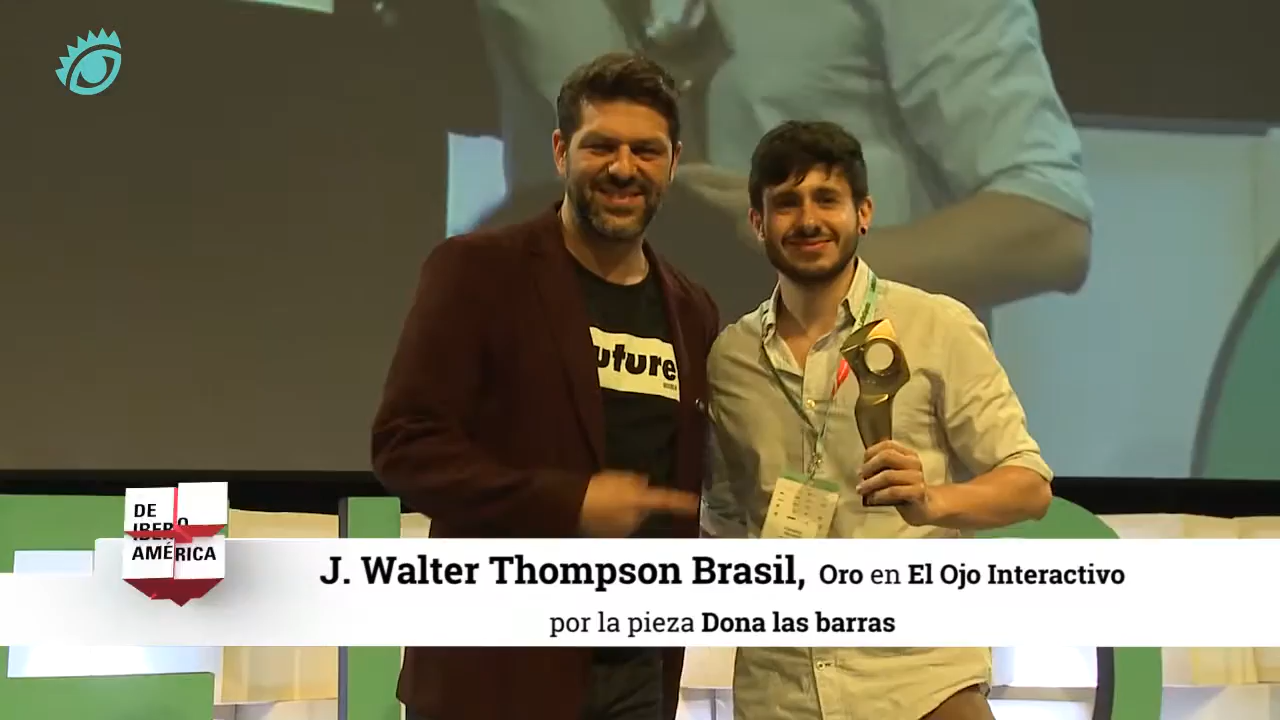 uture
DE
IBERO
AMÉRICA
J. Walter Thompson Brasil, Oro en El Ojo Interactivo
por la pieza Dona las barras